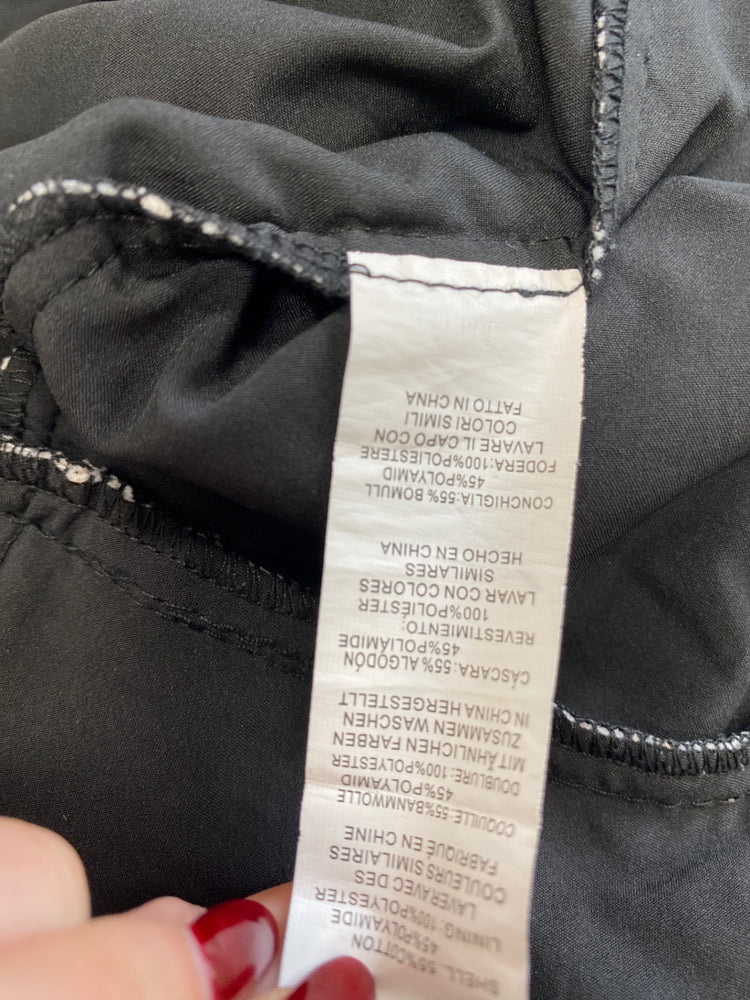 SHELL: 55%COTTON
45%POLYAMIDE
LINING: 100%POLYESTER
LAVER AVEC DES
COULEURS SIMILAIRES
FABRIQUÉ EN CHINE
COQUILLE: 55%BANMWOLLE
45%POLYAMID
DOUBLURE: 100%POLYESTER
MIT ÄHNLICHEN FARBEN
ZUSAMMEN WASCHEN
IN CHINA HERGESTELLT
CÁSCARA: 55% ALGODÓN
45%POLIAMIDE
REVESTIMIENTO:
100%POLIÉSTER
LAVAR CON COLORES
SIMILARES
HECHO EN CHINA
CONCHIGLIA:55% BOMULL
45%POLYAMID
FODERA:100%POLIESTERE
LAVARE IL CAPO CON
COLORI SIMILI
FATTO IN CHNA